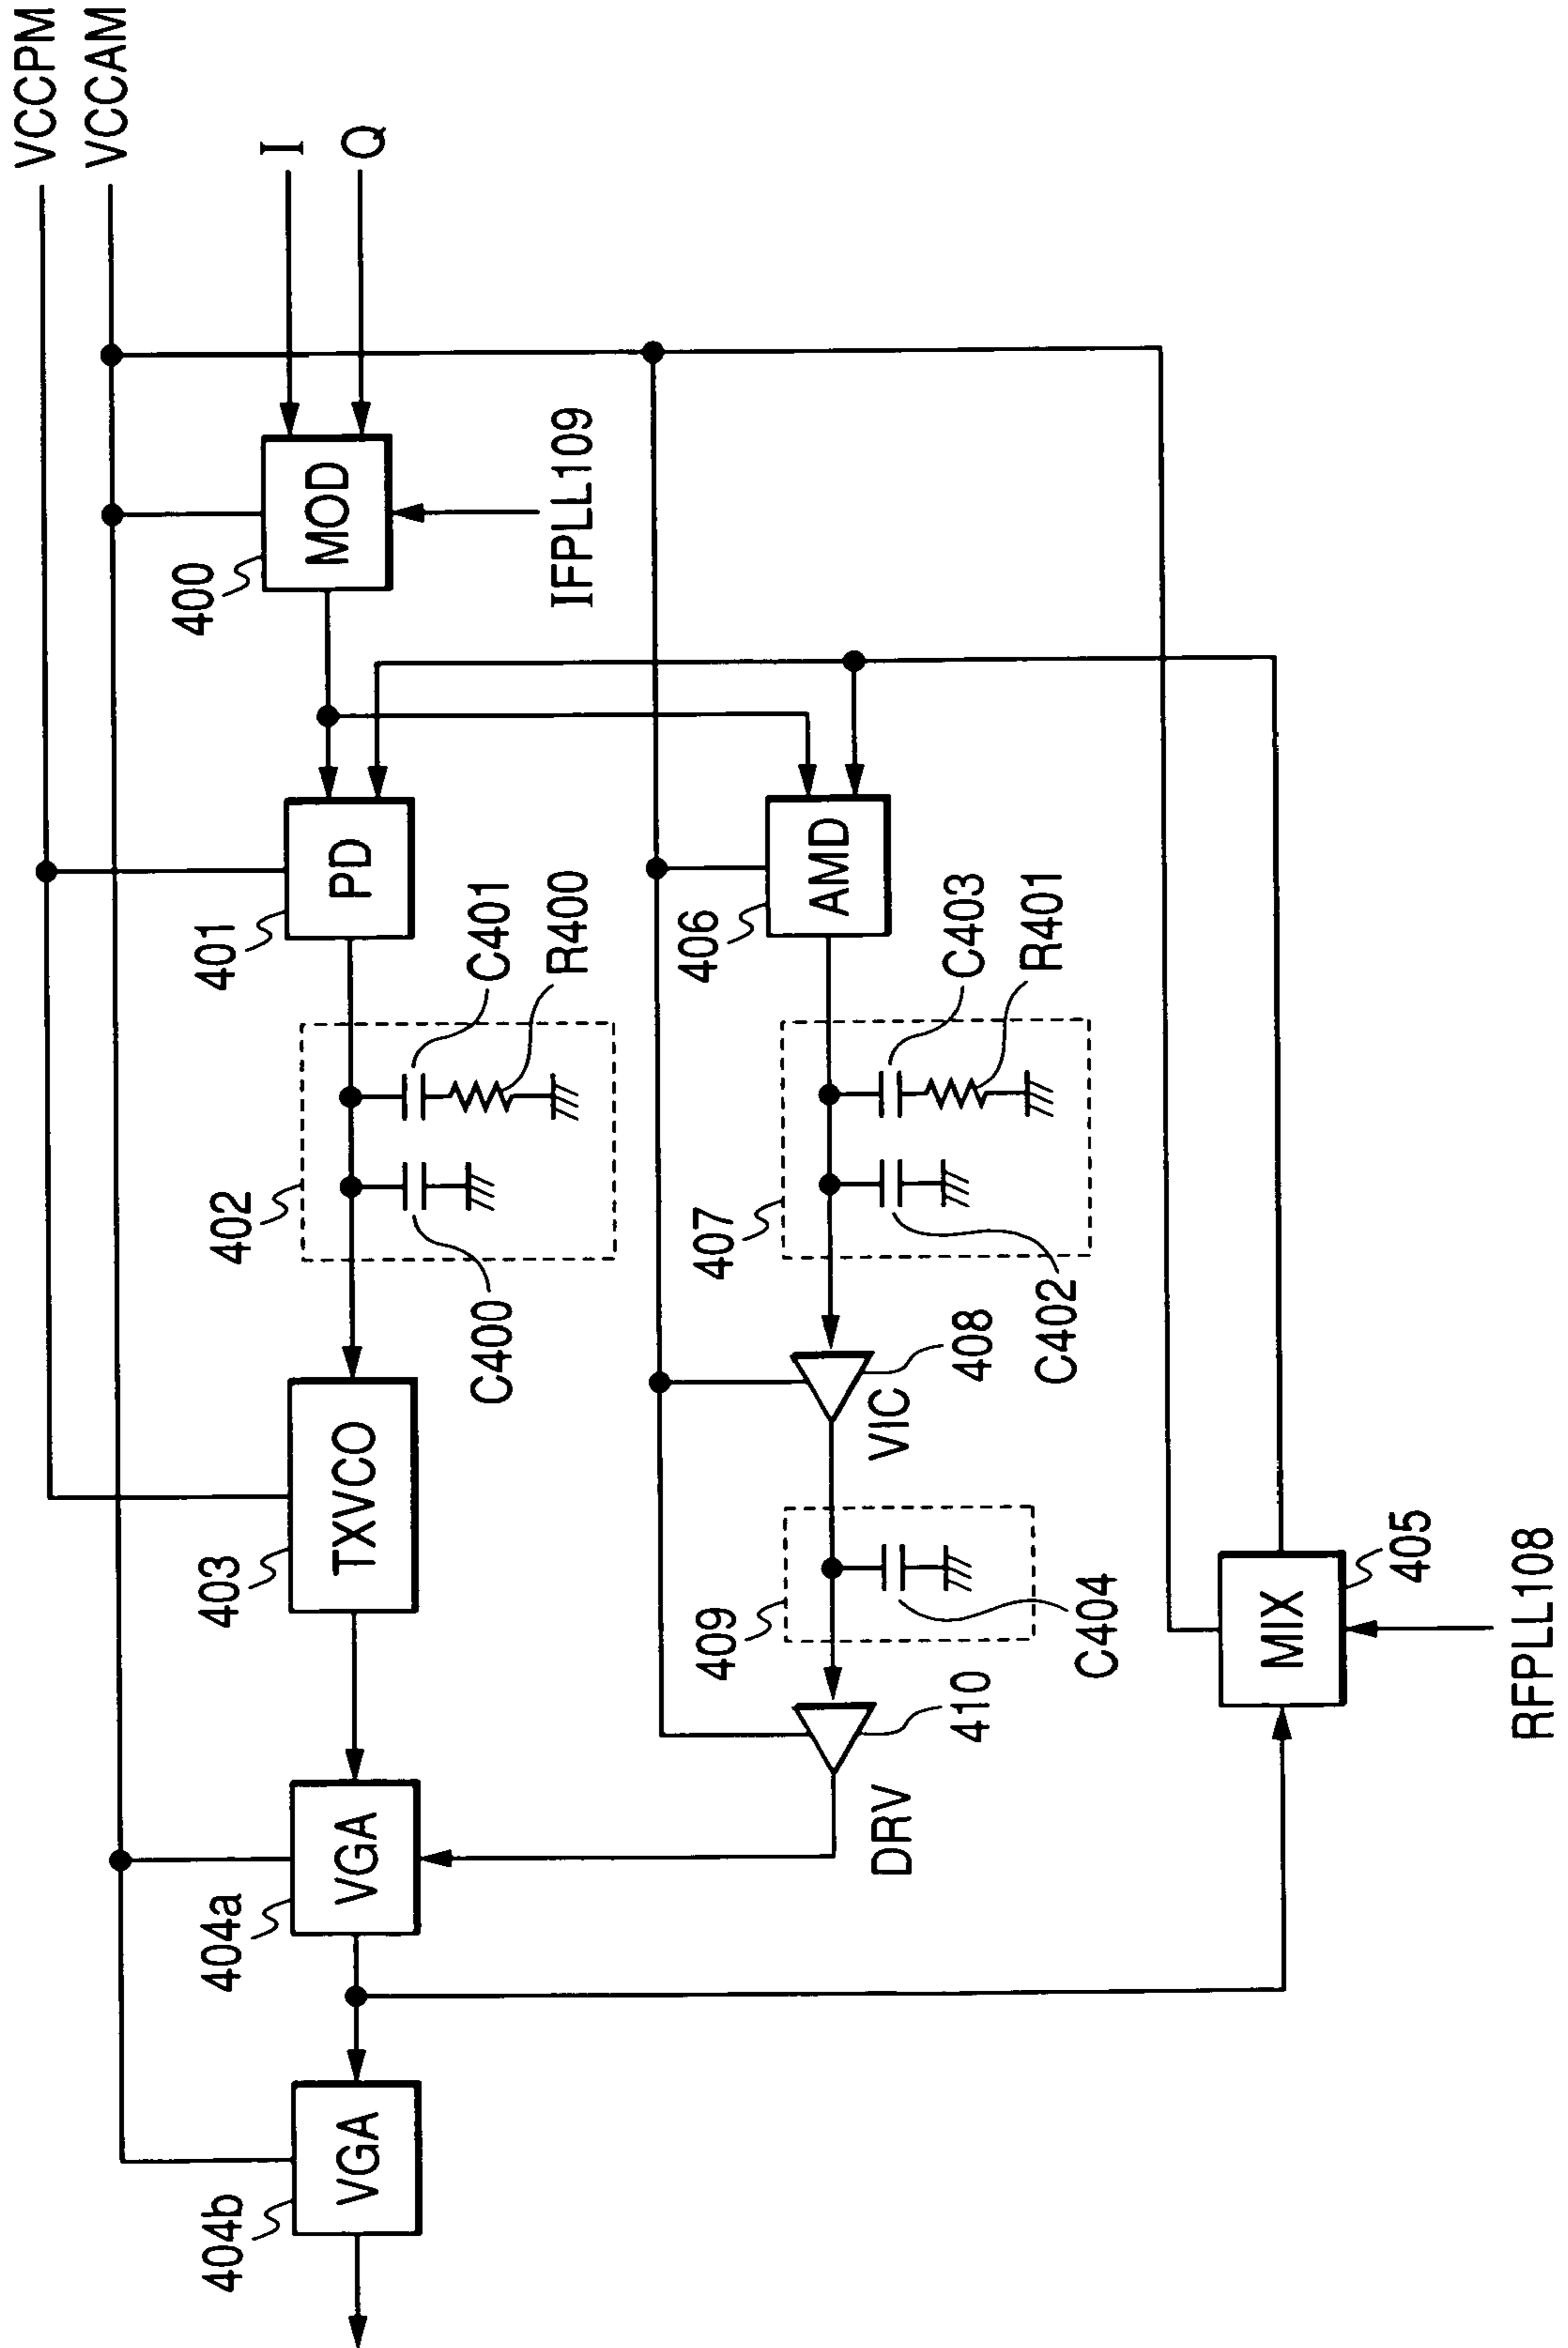 VCCPM
VCCAM
I
Q
400
MOD
IFPLL109
401
PD
402
C401
R400
C400
403
TXVCO
404a
VGA
404b
VGA
406
AMD
407
C403
R401
C402
408
VIC
409
C404
410
DRV
MIX
405
RFPLL108